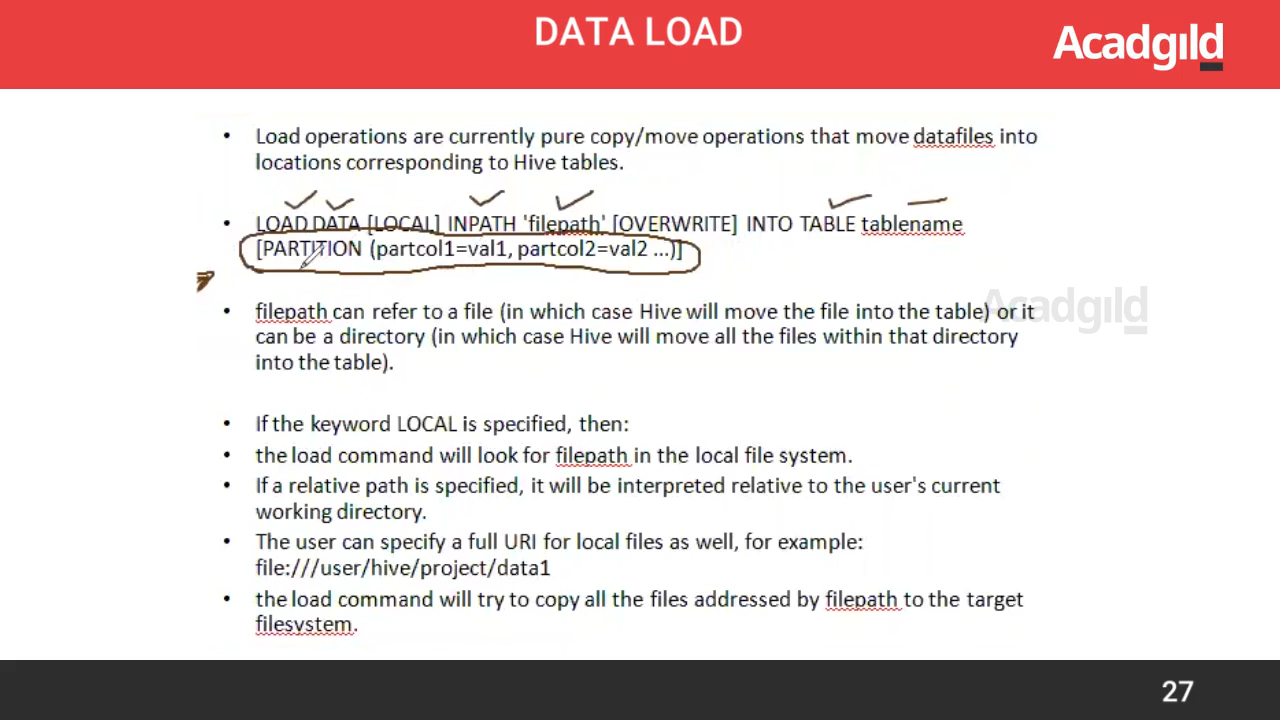 DATA LOAD
Acadgıld
• Load operations are currently pure copy/move operations that move datafiles into
locations corresponding to Hive tables.
• LOAD DATA [LOCAL] INPATH 'filepath' [OVERWRITE] INTO TABLE tablename
[PARTITION (partcol1=val1, partcol2=val2 ...)]
Acadgıld
• filepath can refer to a file (in which case Hive will move the file into the table) or it
can be a directory (in which case Hive will move all the files within that directory
into the table).
• If the keyword LOCAL is specified, then:
• the load command will look for filepath in the local file system.
• If a relative path is specified, it will be interpreted relative to the user's current
working directory.
• The user can specify a full URI for local files as well, for example:
file:///user/hive/project/data1
• the load command will try to copy all the files addressed by filepath to the target
filesystem.
27